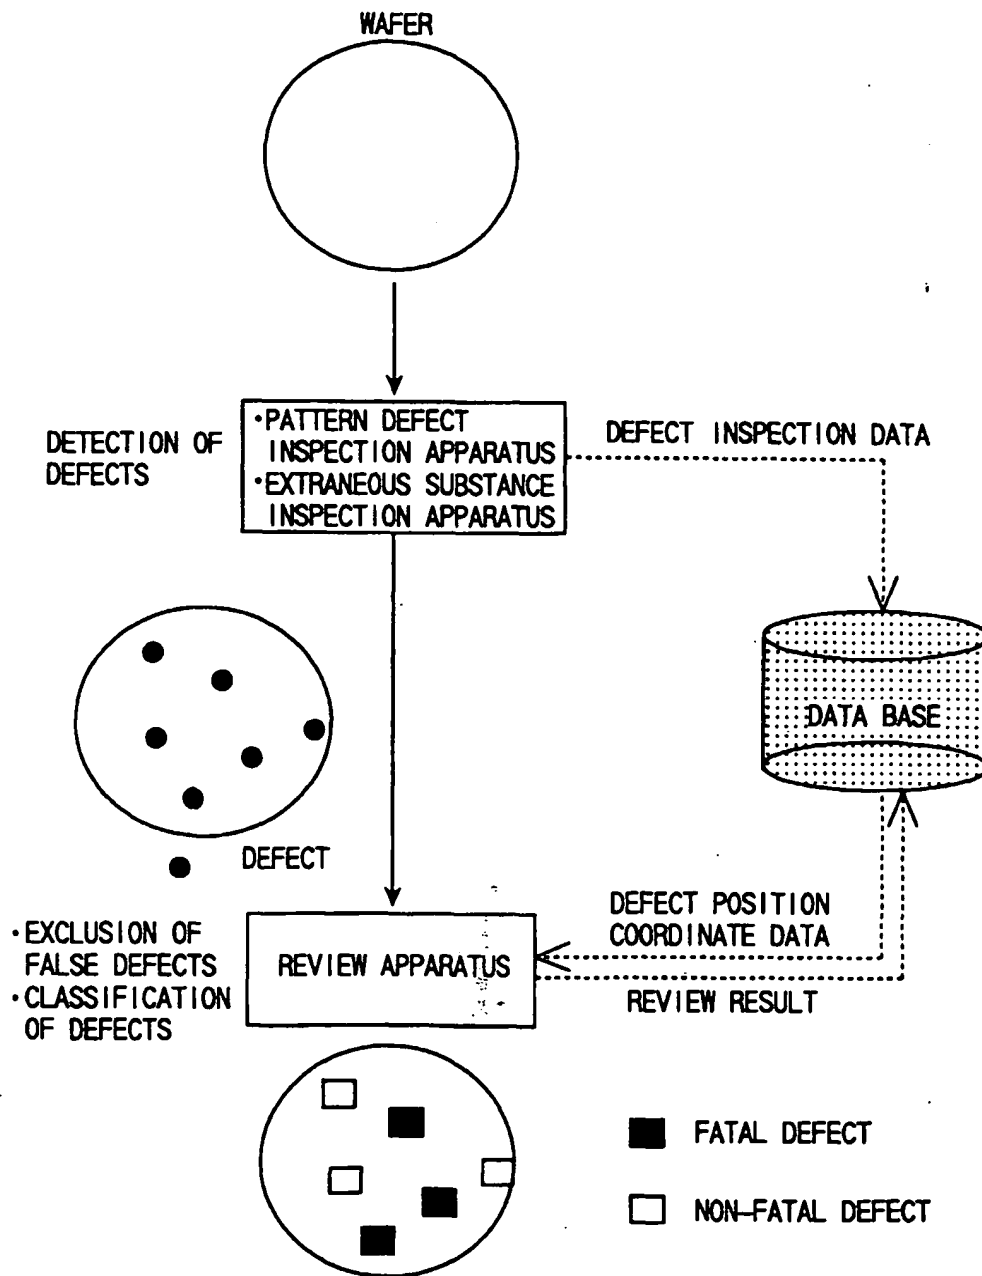 WAFER
DETECTION OF
DEFECTS
·PATTERN DEFECT
INSPECTION APPARATUS
·EXTRANEOUS SUBSTANCE
INSPECTION APPARATUS
DEFECT INSPECTION DATA
DATA BASE
DEFECT
·EXCLUSION OF
FALSE DEFECTS
·CLASSIFICATION
OF DEFECTS
REVIEW APPARATUS
DEFECT POSITION
COORDINATE DATA
REVIEW RESULT
FATAL DEFECT
NON-FATAL DEFECT